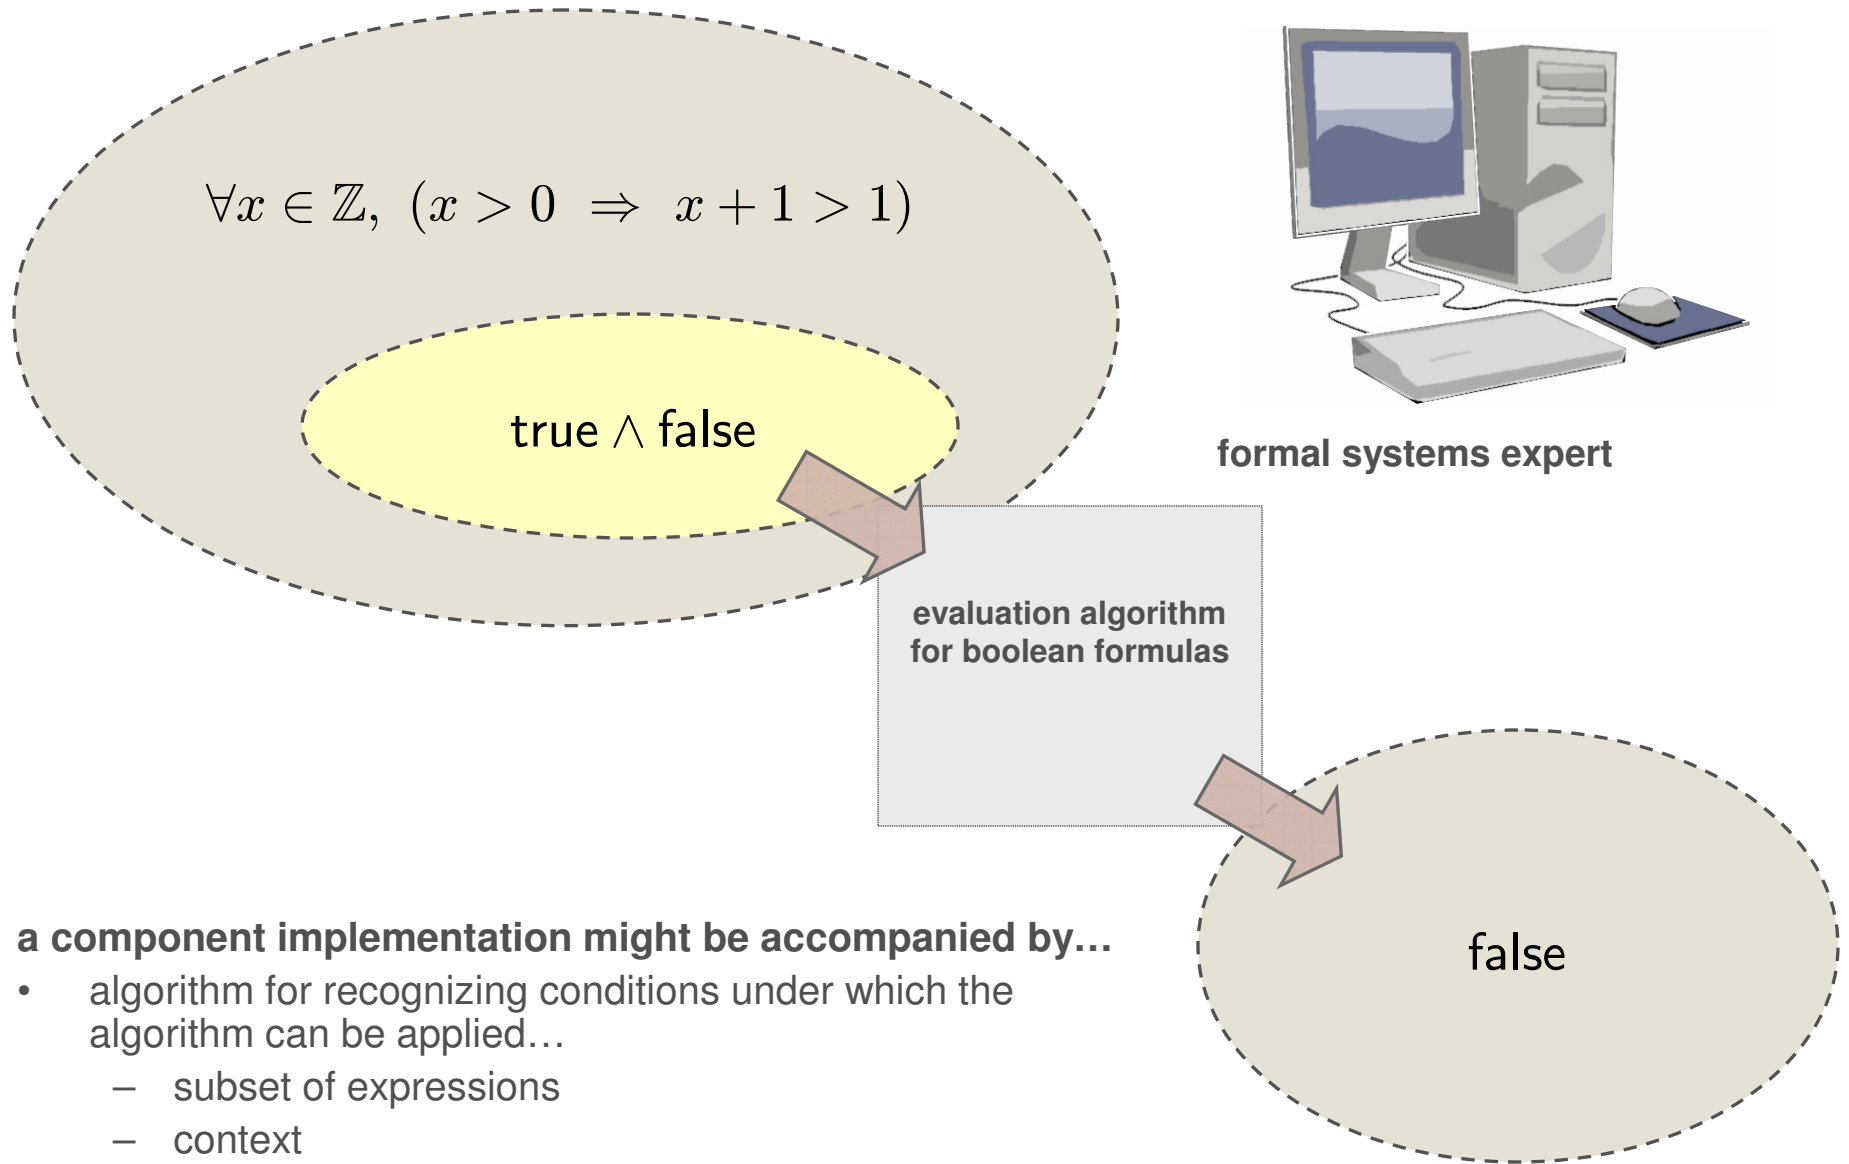 ∀x ∈ ℤ, (x > 0 ⇒ x + 1 > 1)
true ∧ false
formal systems expert
evaluation algorithm
for boolean formulas
false
a component implementation might be accompanied by…
• algorithm for recognizing conditions under which the
algorithm can be applied…
– subset of expressions
– context